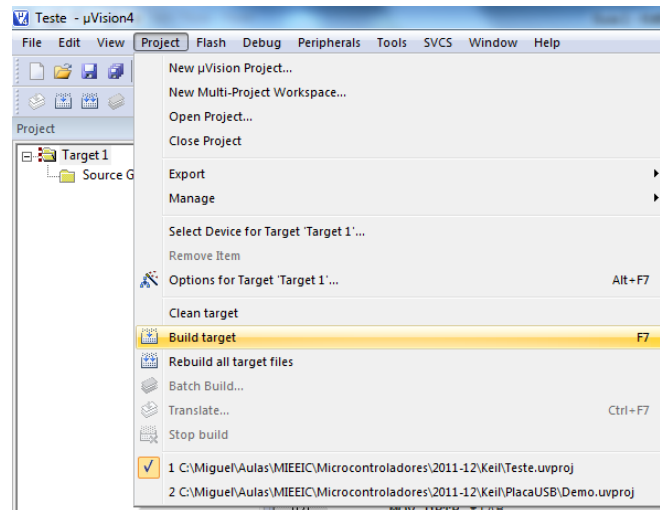 Teste - µVision4
File Edit View Project Flash Debug Peripherals Tools SVCS Window Help
New µVision Project...
New Multi-Project Workspace...
Open Project...
Project
Close Project
Target 1
Source G
Export
Manage
Select Device for Target 'Target 1'...
Remove Item
Options for Target 'Target 1'... Alt+F7
Clean target
Build target F7
Rebuild all target files
Batch Build...
Translate... Ctrl+F7
Stop build
1 C:\Miguel\Aulas\MIEEIC\Microcontroladores\2011-12\Keil\Teste.uvproj
2 C:\Miguel\Aulas\MIEEIC\Microcontroladores\2011-12\Keil\PlacaUSB\Demo.uvproj